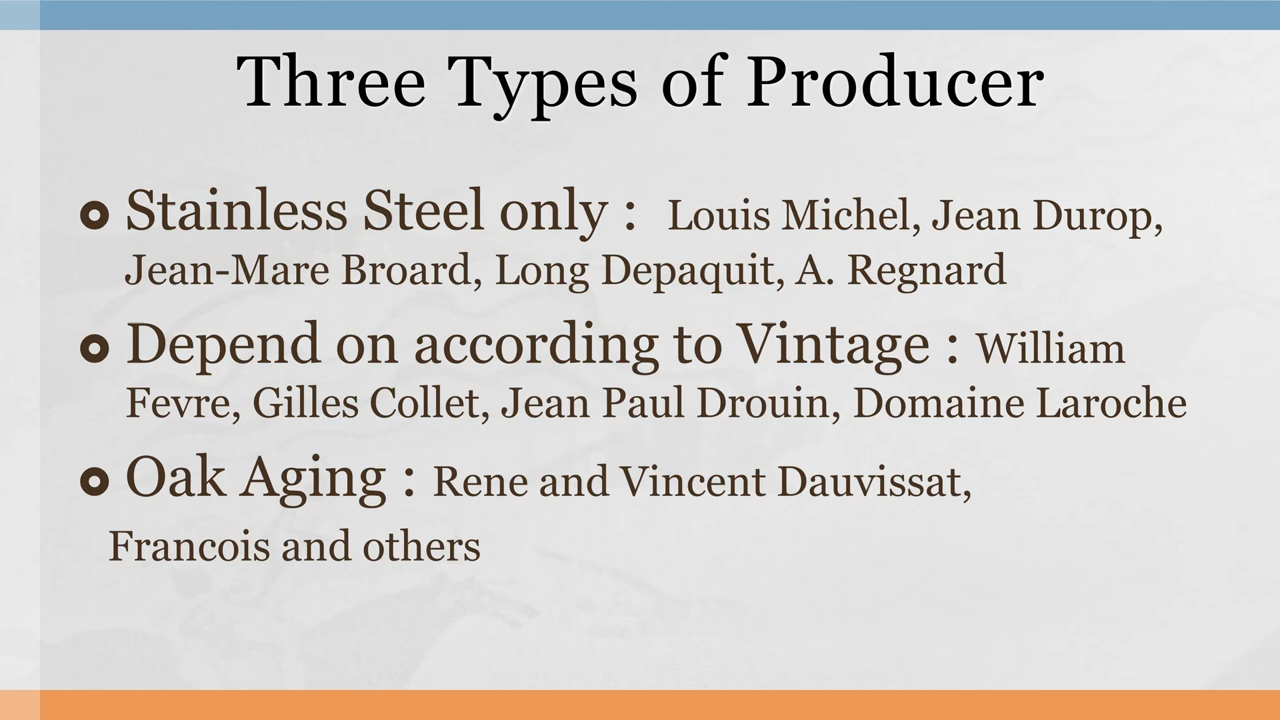 Three Types of Producer
Stainless Steel only : Louis Michel, Jean Durop,
Jean-Mare Broard, Long Depaquit, A. Regnard
Depend on according to Vintage : William
Fevre, Gilles Collet, Jean Paul Drouin, Domaine Laroche
Oak Aging : Rene and Vincent Dauvissat,
Francois and others